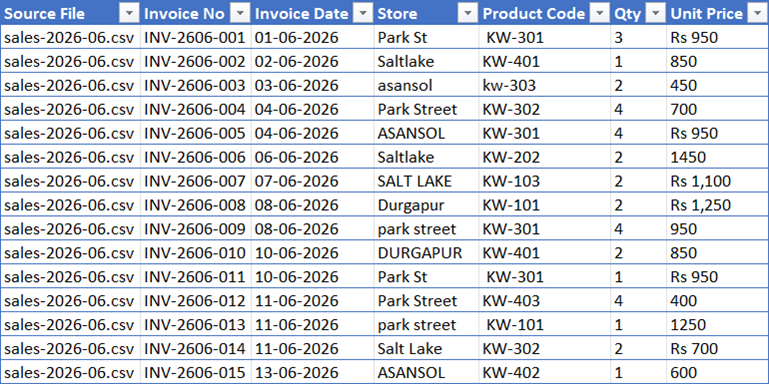 Source File Invoice No Invoice Date Store Product Code Qty Unit Price
sales-2026-06.csv INV-2606-001 01-06-2026 Park St KW-301 3 Rs 950
sales-2026-06.csv INV-2606-002 02-06-2026 Saltlake KW-401 1 850
sales-2026-06.csv INV-2606-003 03-06-2026 asansol kw-303 2 450
sales-2026-06.csv INV-2606-004 04-06-2026 Park Street KW-302 4 700
sales-2026-06.csv INV-2606-005 04-06-2026 ASANSOL KW-301 4 Rs 950
sales-2026-06.csv INV-2606-006 06-06-2026 Saltlake KW-202 2 1450
sales-2026-06.csv INV-2606-007 07-06-2026 SALT LAKE KW-103 2 Rs 1,100
sales-2026-06.csv INV-2606-008 08-06-2026 Durgapur KW-101 2 Rs 1,250
sales-2026-06.csv INV-2606-009 08-06-2026 park street KW-301 4 950
sales-2026-06.csv INV-2606-010 10-06-2026 DURGAPUR KW-401 2 850
sales-2026-06.csv INV-2606-011 10-06-2026 Park St KW-301 1 Rs 950
sales-2026-06.csv INV-2606-012 11-06-2026 Park Street KW-403 4 400
sales-2026-06.csv INV-2606-013 11-06-2026 park street KW-101 1 1250
sales-2026-06.csv INV-2606-014 11-06-2026 Salt Lake KW-302 2 Rs 700
sales-2026-06.csv INV-2606-015 13-06-2026 ASANSOL KW-402 1 600